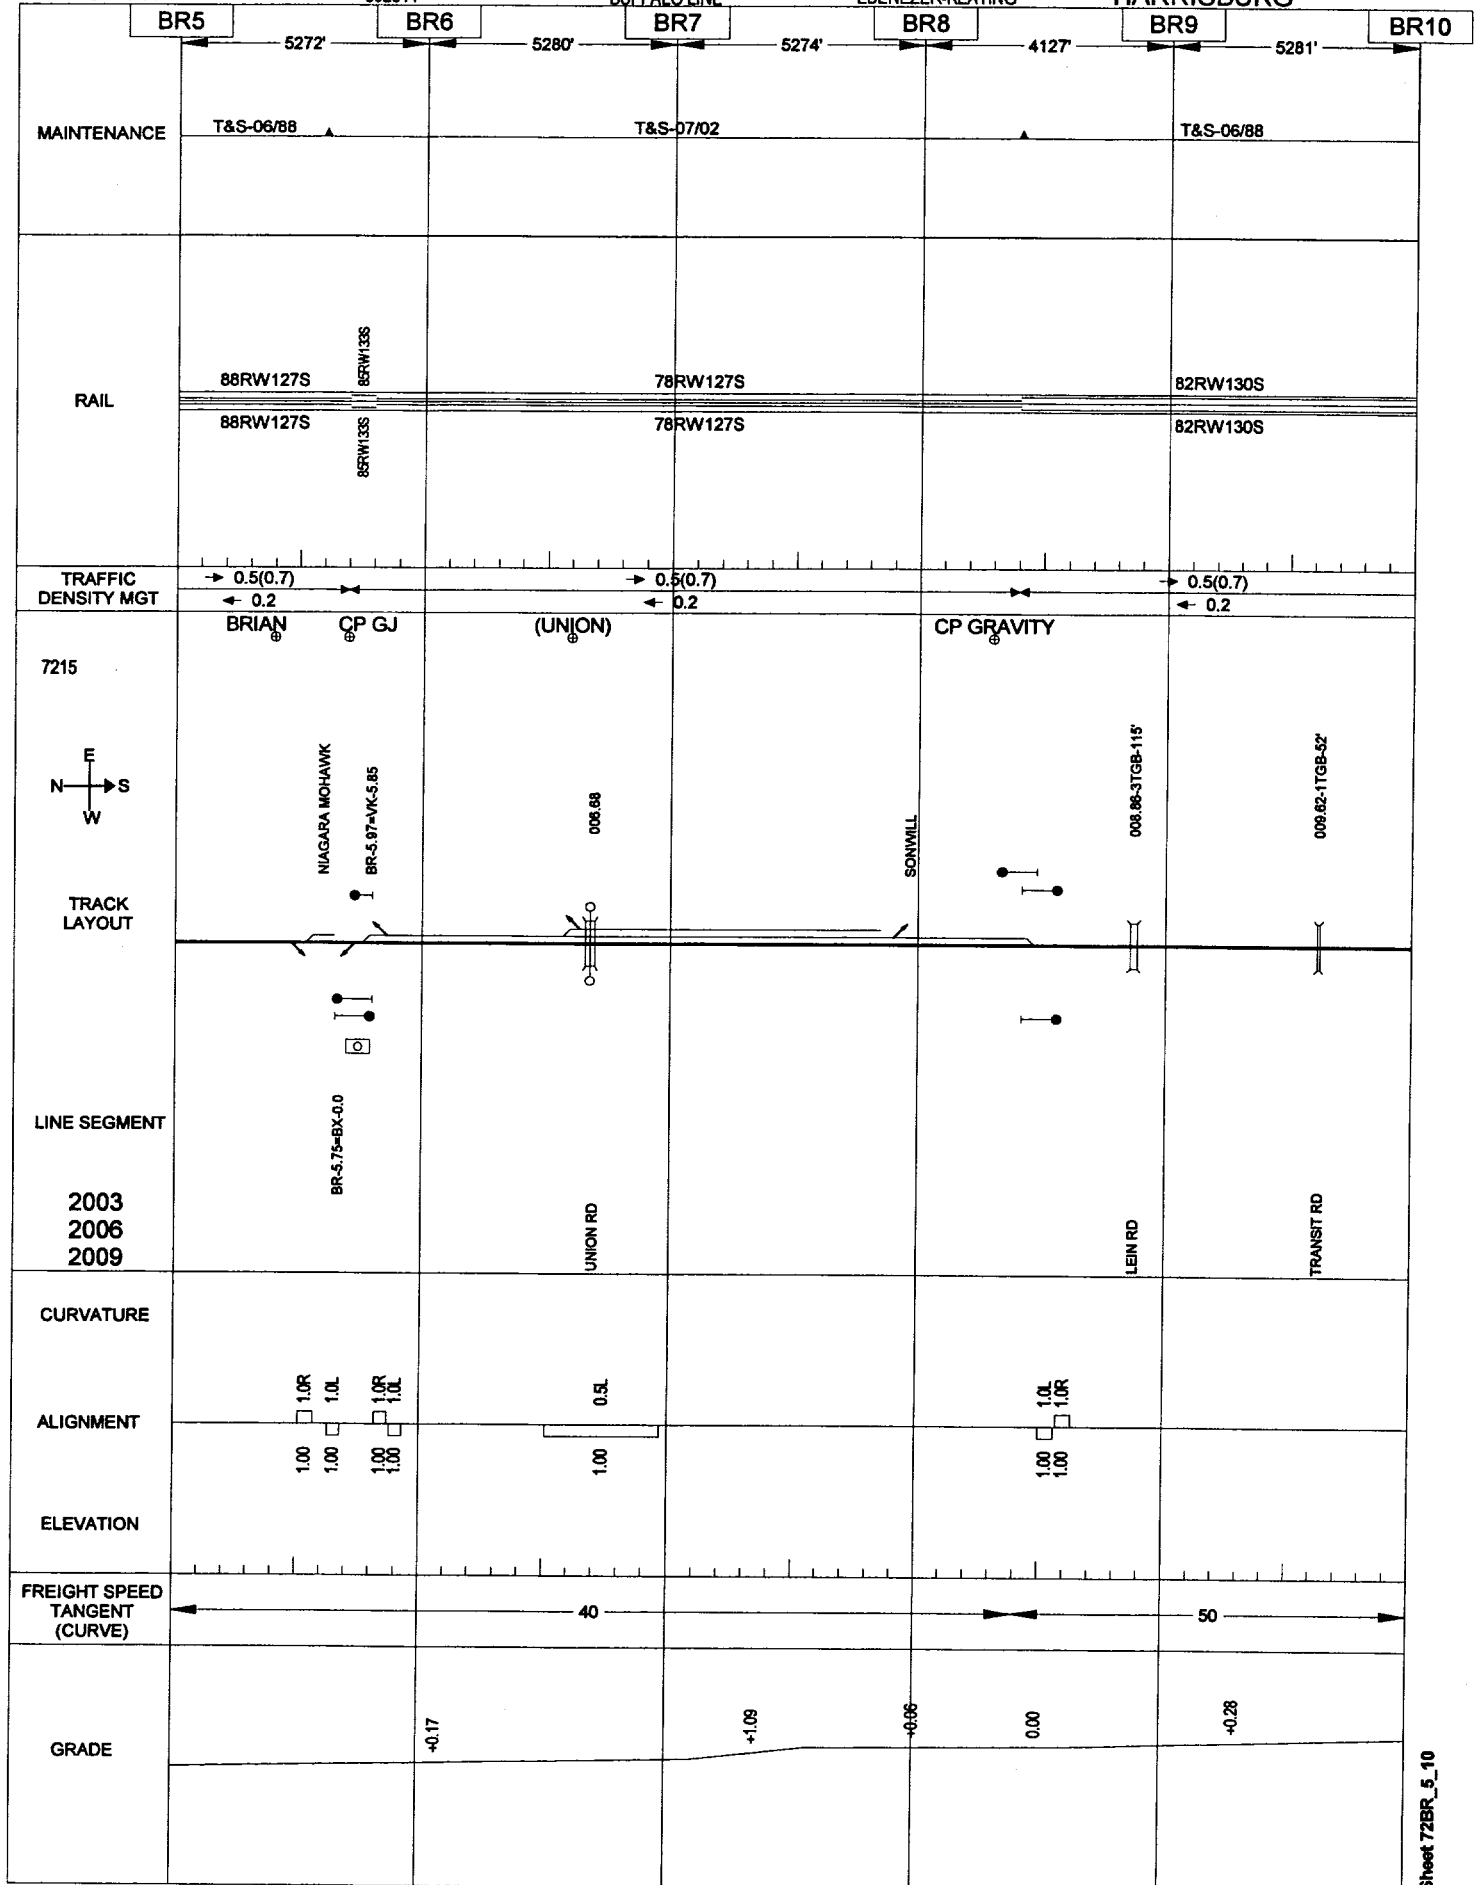 BUFFALO LINE EBENEZER-KEATING HARRISBURG
BR5 BR6 BR7 BR8 BR9 BR10
5272' 5280' 5274' 4127' 5281'
MAINTENANCE T&S-06/88 T&S-07/02 T&S-06/88
85RW133S
88RW127S 78RW127S 82RW130S
RAIL
88RW127S 78RW127S 82RW130S
85RW133S
TRAFFIC DENSITY MGT
0.5(0.7) 0.5(0.7) 0.5(0.7)
0.2 0.2 0.2
BRIAN CP GJ (UNION) CP GRAVITY
7215
E
N S
W
NIAGARA MOHAWK
BR-5.97=VK-5.85
006.68
SONWILL
008.86-3TGB-115'
009.62-1TGB-52'
TRACK
LAYOUT
LINE SEGMENT
BR-5.75=BX-0.0
2003
2006
2009
UNION RD
LEIN RD
TRANSIT RD
CURVATURE
1.0R 1.0L 1.0R 1.0L 0.5L 1.0L 1.0R
ALIGNMENT
1.00 1.00 1.00 1.00 1.00 1.00 1.00
ELEVATION
FREIGHT SPEED
TANGENT
(CURVE)
40 50
GRADE
+0.17 +1.09 +0.06 0.00 +0.28
Sheet 72BR_5_10